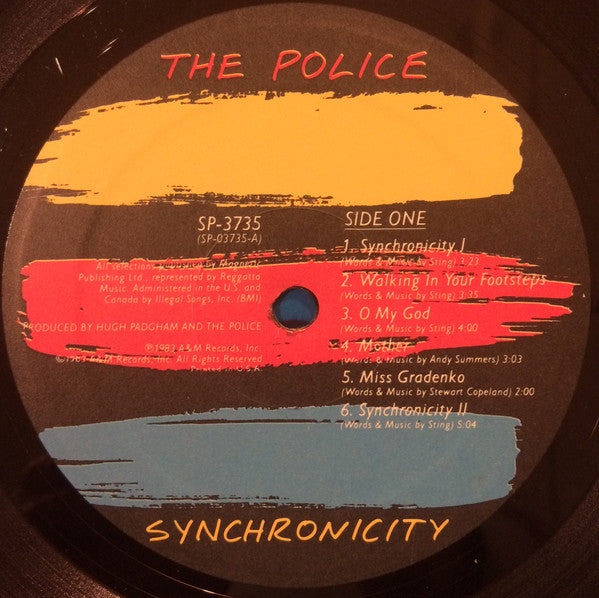 THE POLICE
SP-3735
(SP-03735-A)
All selections published by Magnetic
Publishing Ltd., represented by Reggatta
Music. Administered in the U.S. and
Canada by Illegal Songs, Inc. (BMI)
PRODUCED BY HUGH PADGHAM AND THE POLICE
℗1983 A&M Records, Inc.
©1983 A&M Records, Inc. All Rights Reserved
Printed in U.S.A.
SIDE ONE
1. Synchronicity I
(Words & Music by Sting) 3:23
2. Walking In Your Footsteps
(Words & Music by Sting) 3:35
3. O My God
(Words & Music by Sting) 4:00
4. Mother
(Words & Music by Andy Summers) 3:03
5. Miss Gradenko
(Words & Music by Stewart Copeland) 2:00
6. Synchronicity II
(Words & Music by Sting) 5:04
SYNCHRONICITY